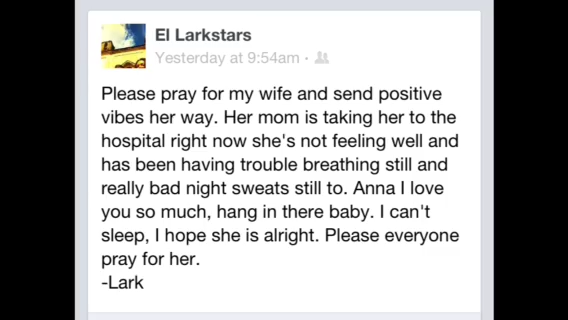 El Larkstars
Yesterday at 9:54am ·
Please pray for my wife and send positive
vibes her way. Her mom is taking her to the
hospital right now she's not feeling well and
has been having trouble breathing still and
really bad night sweats still to. Anna I love
you so much, hang in there baby. I can't
sleep, I hope she is alright. Please everyone
pray for her.
-Lark